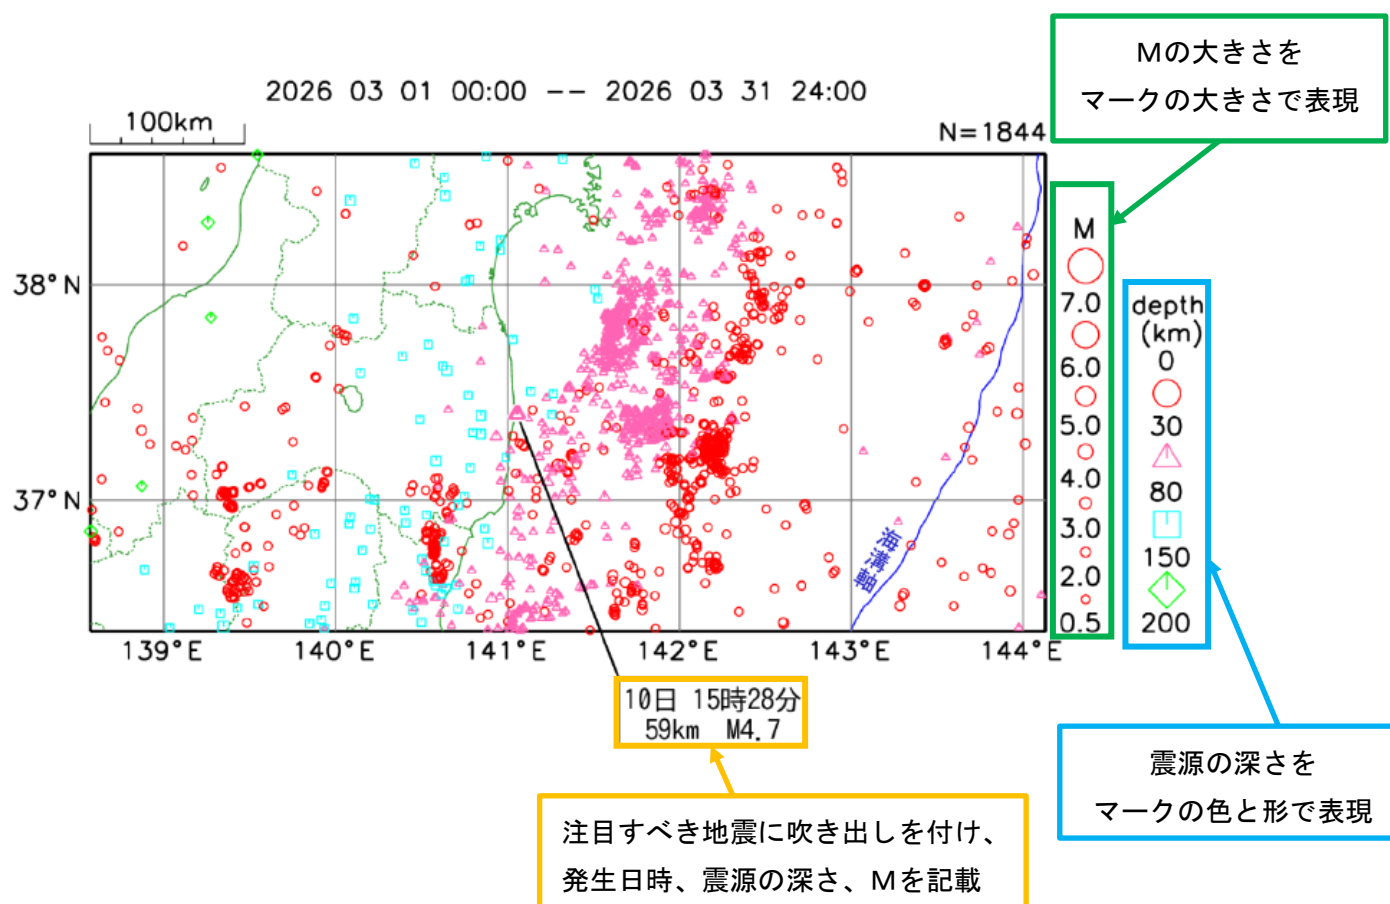 Mの大きさを
マークの大きさで表現
2026 03 01 00:00 -- 2026 03 31 24:00
100km
N=1844
38°N
37°N
139°E
140°E
141°E
142°E
143°E
144°E
海溝軸
M
7.0
6.0
5.0
4.0
3.0
2.0
0.5
depth
(km)
0
30
80
150
200
10日 15時28分
59km M4.7
震源の深さを
マークの色と形で表現
注目すべき地震に吹き出しを付け、
発生日時、震源の深さ、Mを記載